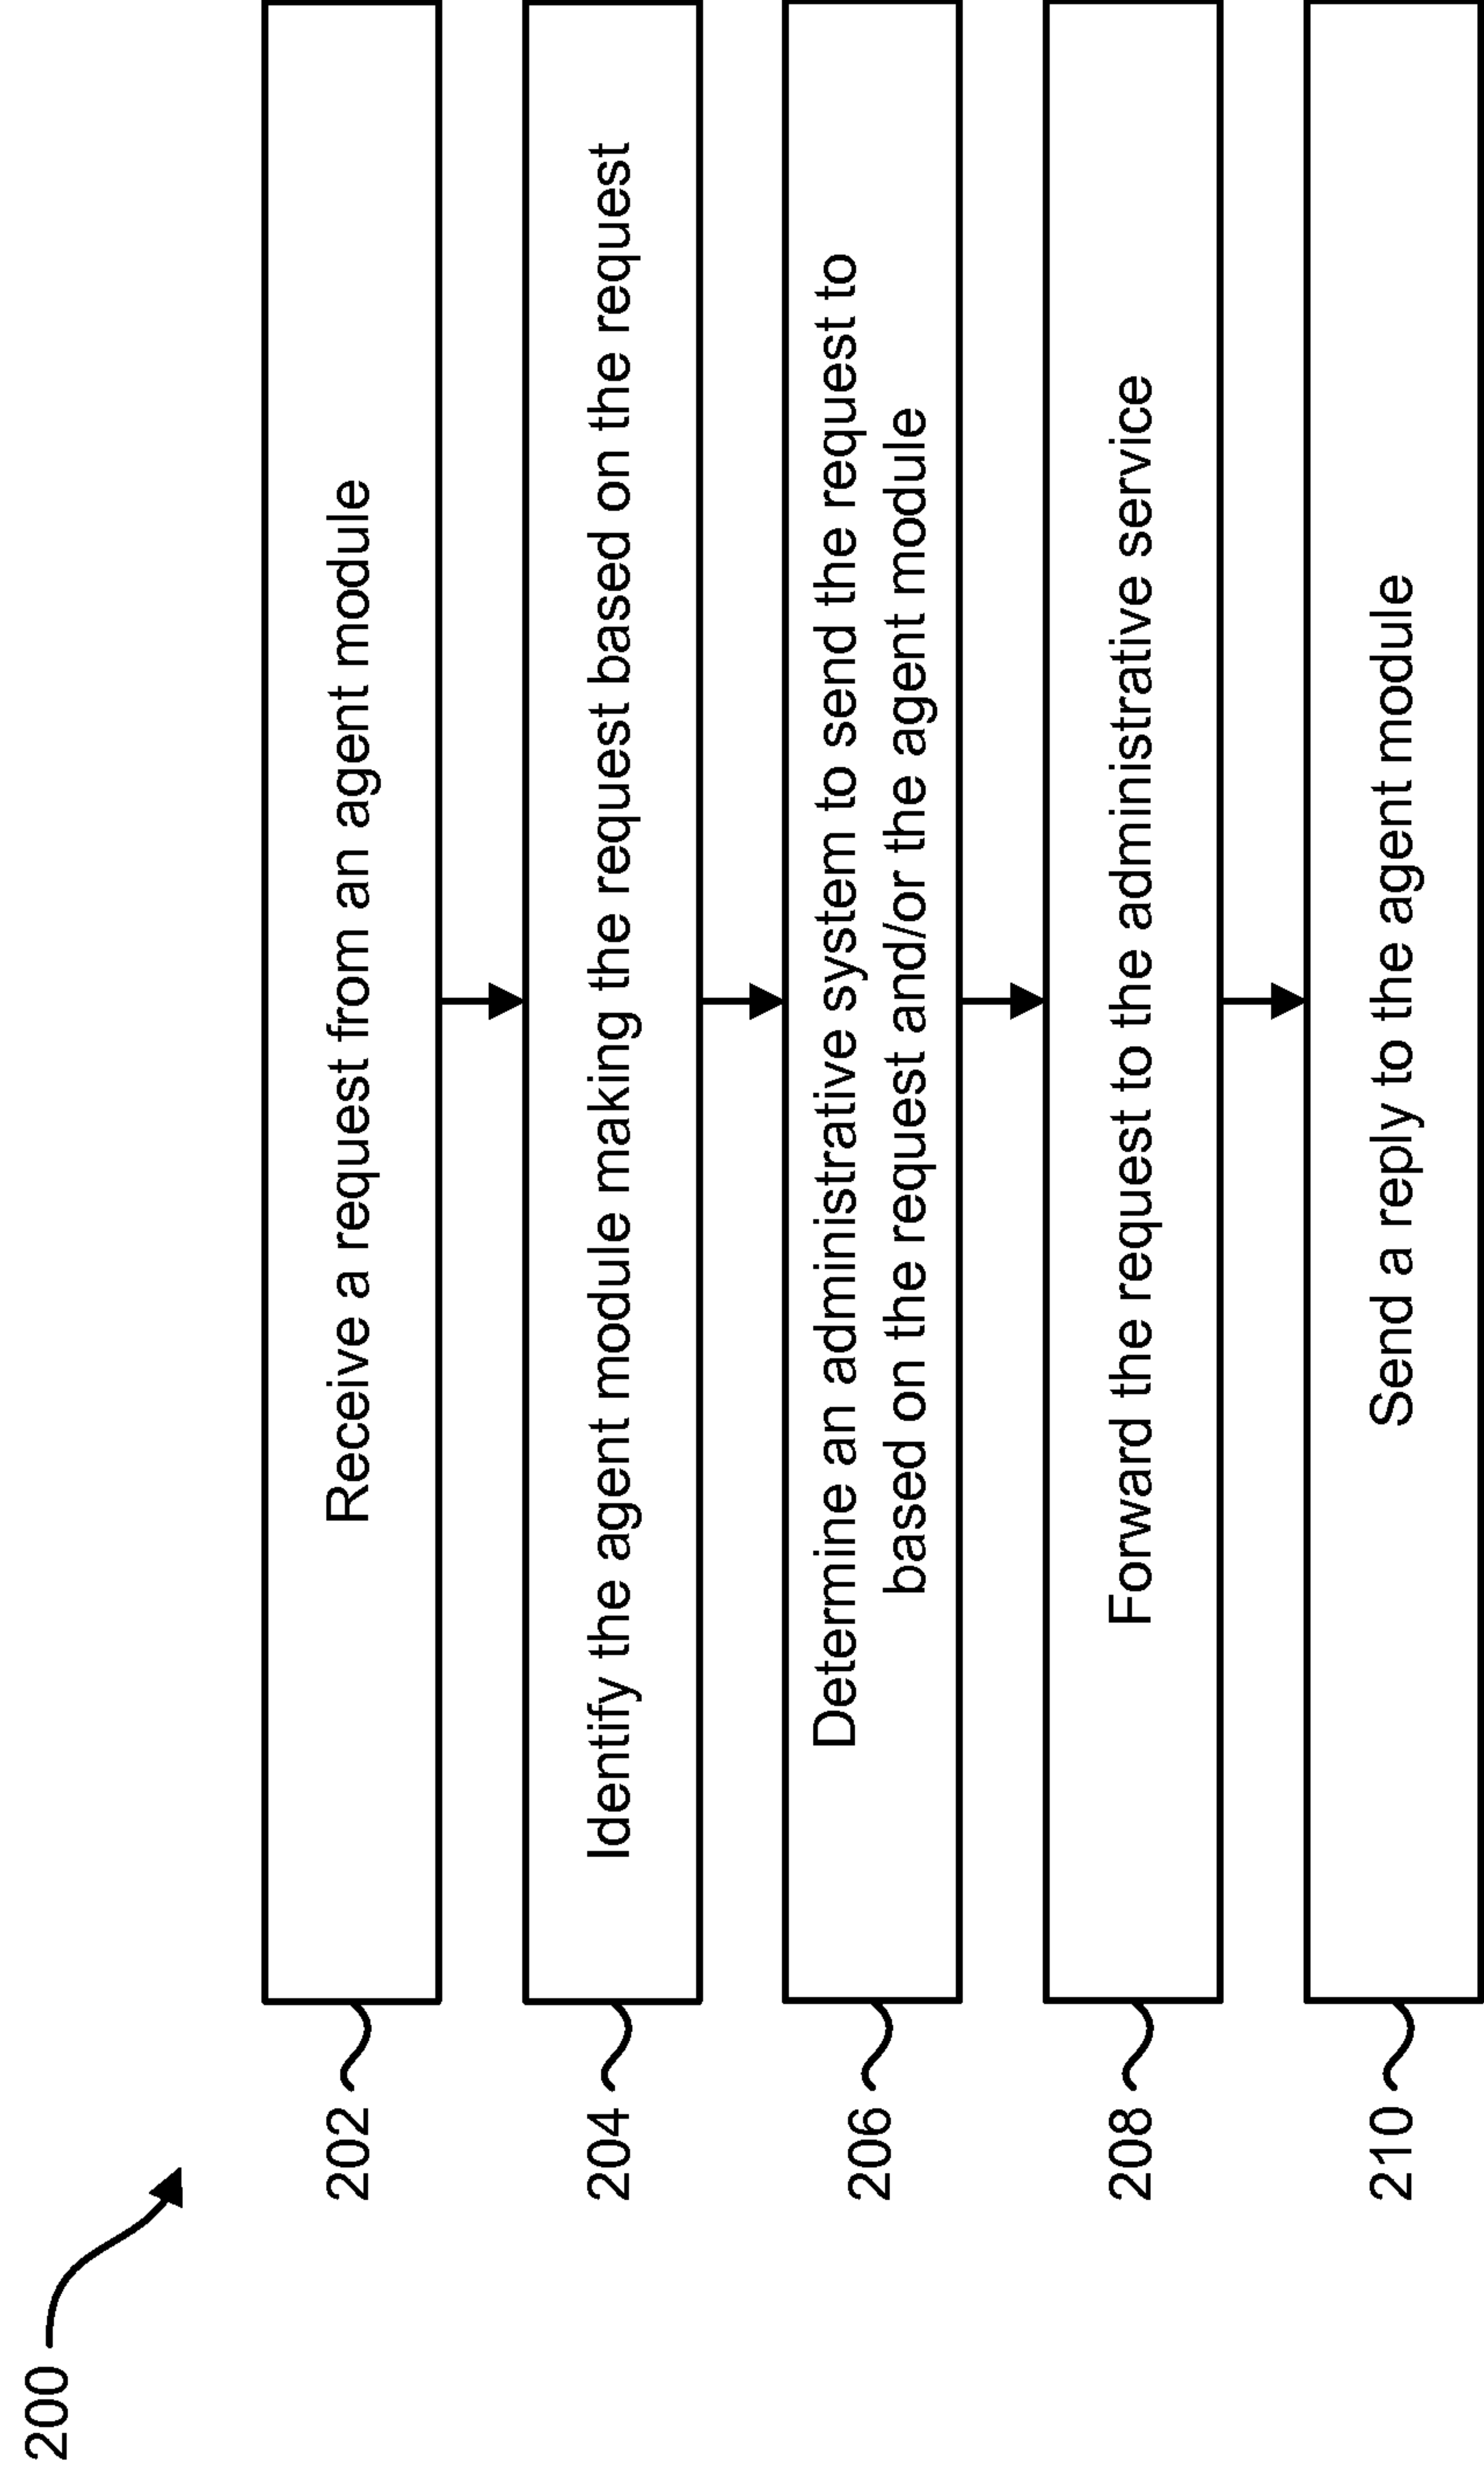 200
202
Receive a request from an agent module
204
Identify the agent module making the request based on the request
206
Determine an administrative system to send the request to
based on the request and/or the agent module
208
Forward the request to the administrative service
210
Send a reply to the agent module